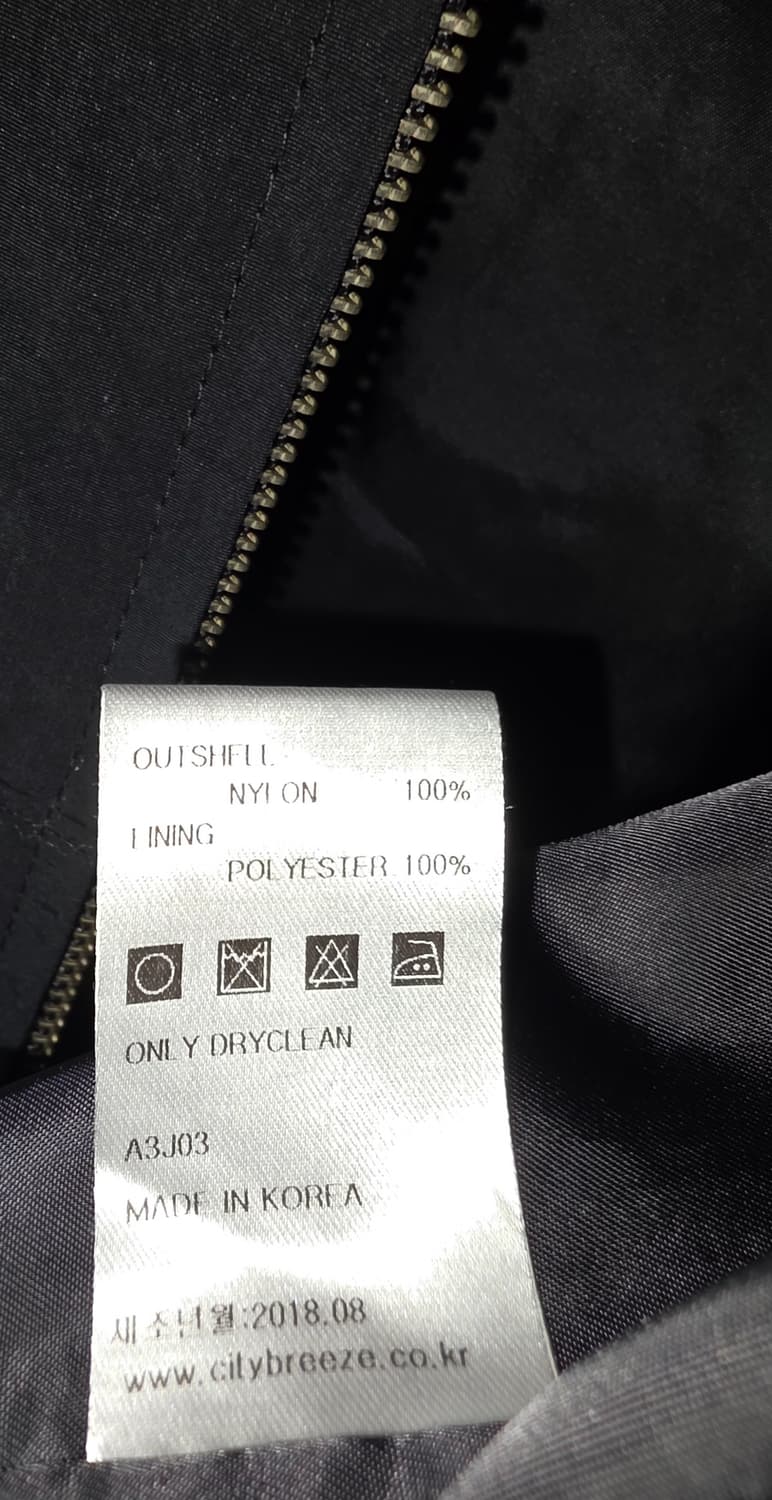 OUTSHELL
NYLON 100%
LINING
POLYESTER 100%
ONLY DRYCLEAN
A3J03
MADE IN KOREA
제조년월:2018.08
www.citybreeze.co.kr